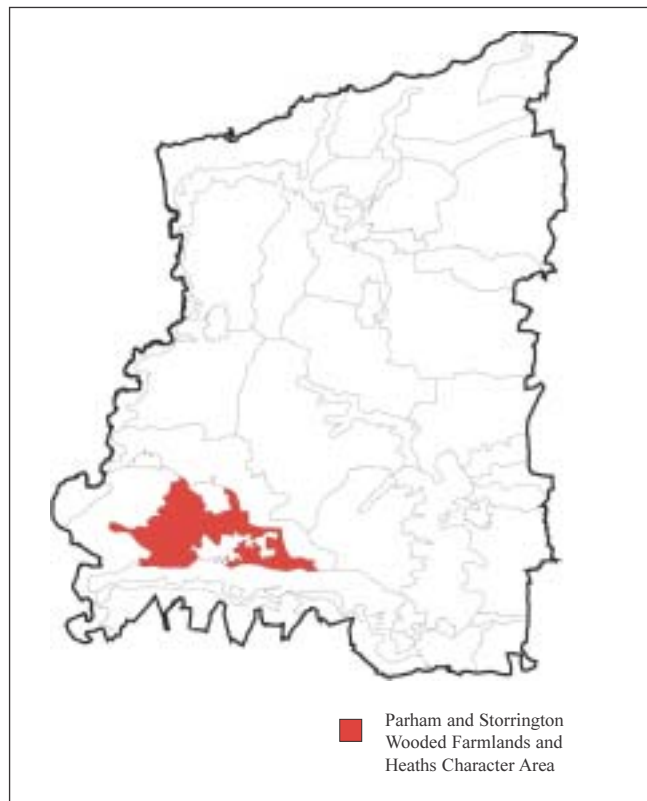 Parham and Storrington
Wooded Farmlands and
Heaths Character Area